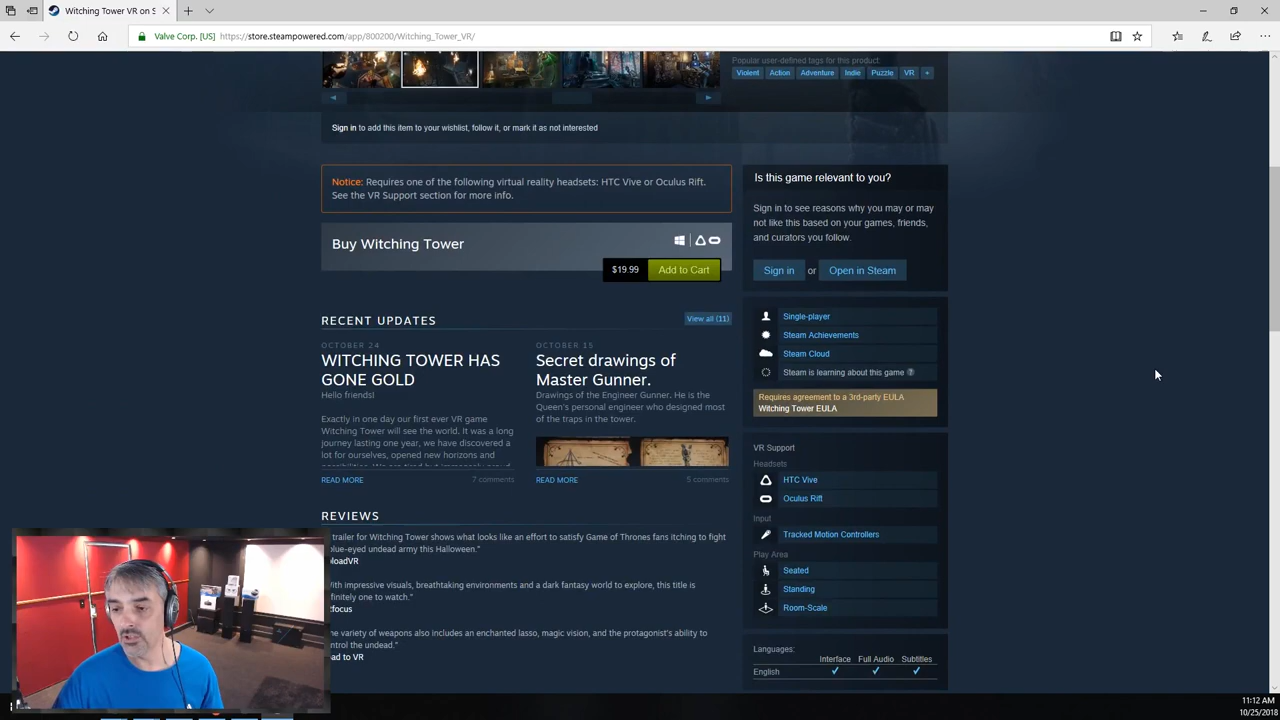 Witching Tower VR on S
Valve Corp. [US] https://store.steampowered.com/app/800200/Witching_Tower_VR/
Popular user-defined tags for this product:
Violent Action Adventure Indie Puzzle VR +
Sign in to add this item to your wishlist, follow it, or mark it as not interested
Notice: Requires one of the following virtual reality headsets: HTC Vive or Oculus Rift.
See the VR Support section for more info.
Buy Witching Tower
$19.99 Add to Cart
RECENT UPDATES
View all (11)
OCTOBER 24
WITCHING TOWER HAS
GONE GOLD
Hello friends!
Exactly in one day our first ever VR game
Witching Tower will see the world. It was a long
journey lasting one year, we have discovered a
lot for ourselves, opened new horizons and
READ MORE
7 comments
OCTOBER 15
Secret drawings of
Master Gunner.
Drawings of the Engineer Gunner. He is the
Queen's personal engineer who designed most
of the traps in the tower.
READ MORE
5 comments
REVIEWS
trailer for Witching Tower shows what looks like an effort to satisfy Game of Thrones fans itching to fight
blue-eyed undead army this Halloween."
oloadVR
With impressive visuals, breathtaking environments and a dark fantasy world to explore, this title is
finitely one to watch."
focus
he variety of weapons also includes an enchanted lasso, magic vision, and the protagonist's ability to
ntrol the undead."
ad to VR
Is this game relevant to you?
Sign in to see reasons why you may or may
not like this based on your games, friends,
and curators you follow.
Sign in or Open in Steam
Single-player
Steam Achievements
Steam Cloud
Steam is learning about this game ?
Requires agreement to a 3rd-party EULA
Witching Tower EULA
VR Support
Headsets
HTC Vive
Oculus Rift
Input
Tracked Motion Controllers
Play Area
Seated
Standing
Room-Scale
Languages:
Interface Full Audio Subtitles
English ✓ ✓ ✓
11:12 AM
10/25/2018